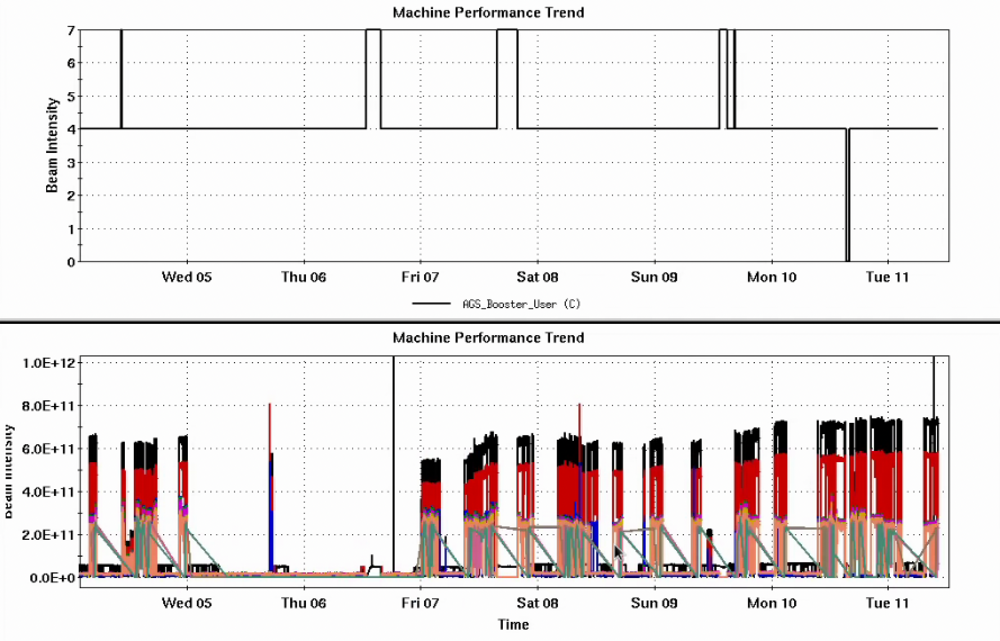 Machine Performance Trend
7
6
5
4
3
2
1
0
Beam Intensity
Wed 05 Thu 06 Fri 07 Sat 08 Sun 09 Mon 10 Tue 11
AGS_Booster_User (C)
Machine Performance Trend
1.0E+12
8.0E+11
6.0E+11
4.0E+11
2.0E+11
0.0E+0
Beam Intensity
Wed 05 Thu 06 Fri 07 Sat 08 Sun 09 Mon 10 Tue 11
Time